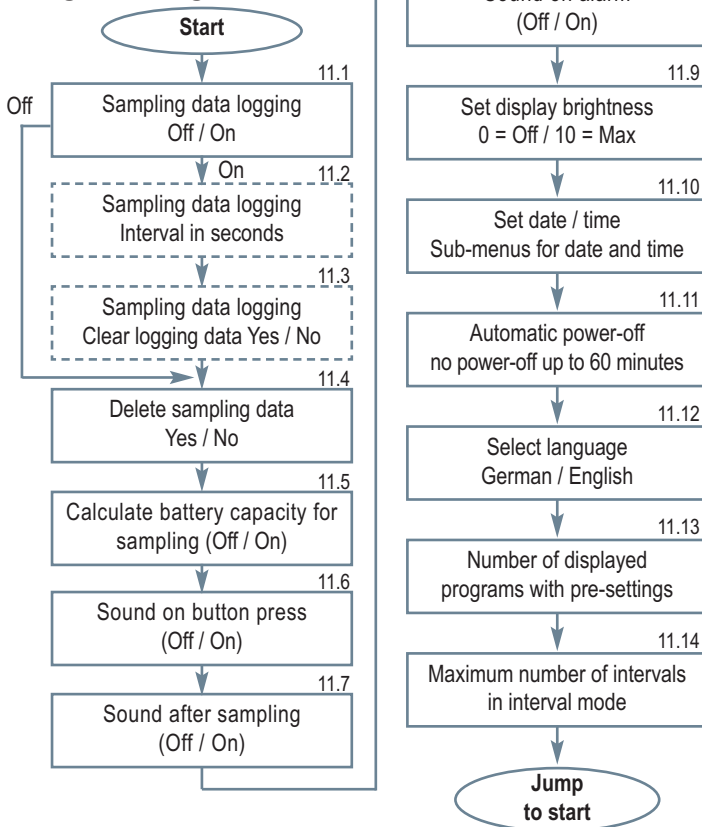 Start
11.1
Off
Sampling data logging
Off / On
On
11.2
Sampling data logging
Interval in seconds
11.3
Sampling data logging
Clear logging data Yes / No
11.4
Delete sampling data
Yes / No
11.5
Calculate battery capacity for
sampling (Off / On)
11.6
Sound on button press
(Off / On)
11.7
Sound after sampling
(Off / On)
(Off / On)
11.9
Set display brightness
0 = Off / 10 = Max
11.10
Set date / time
Sub-menus for date and time
11.11
Automatic power-off
no power-off up to 60 minutes
11.12
Select language
German / English
11.13
Number of displayed
programs with pre-settings
11.14
Maximum number of intervals
in interval mode
Jump
to start